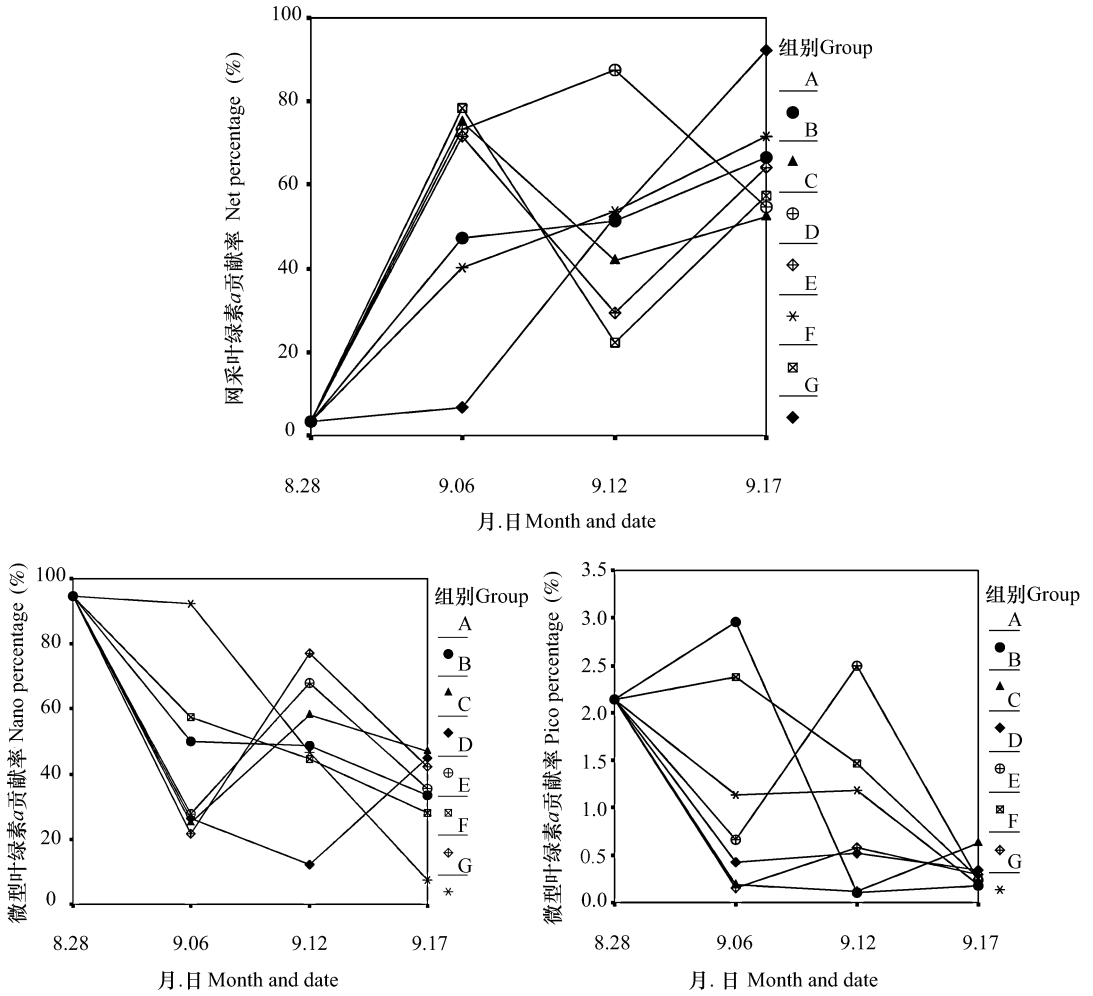 网采叶绿素a贡献率 Net percentage (%)
100
80
60
40
20
0
8.28 9.06 9.12 9.17
月.日Month and date
组别Group
A
B
C
D
E
F
G
微型叶绿素a贡献率 Nano percentage (%)
100
80
60
40
20
0
8.28 9.06 9.12 9.17
月.日 Month and date
组别Group
A
B
C
D
E
F
G
微型叶绿素a贡献率 Pico percentage (%)
3.5
3.0
2.5
2.0
1.5
1.0
0.5
0.0
8.28 9.06 9.12 9.17
月.日 Month and date
组别Group
A
B
C
D
E
F
G